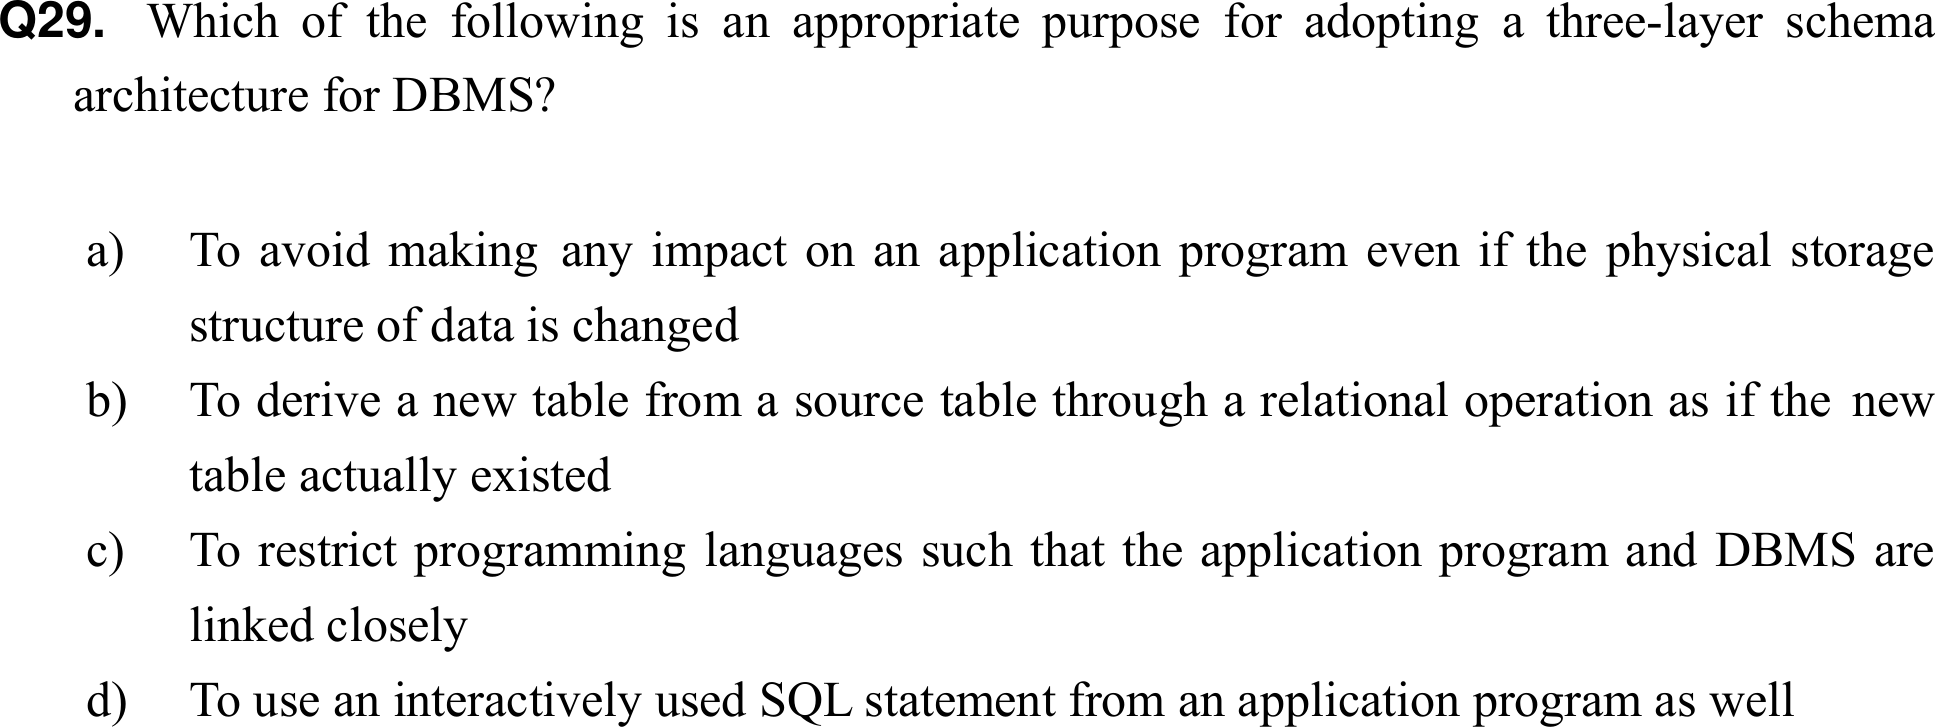 Q29. Which of the following is an appropriate purpose for adopting a three-layer schema
architecture for DBMS?
a) To avoid making any impact on an application program even if the physical storage
structure of data is changed
b) To derive a new table from a source table through a relational operation as if the new
table actually existed
c) To restrict programming languages such that the application program and DBMS are
linked closely
d) To use an interactively used SQL statement from an application program as well